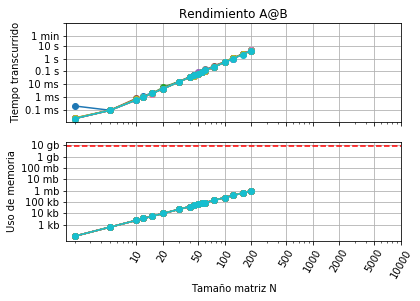 Rendimiento A@B
Tiempo transcurrido
1 min
10 s
1 s
0.1 s
10 ms
1 ms
0.1 ms
Uso de memoria
10 gb
1 gb
100 mb
10 mb
1 mb
100 kb
10 kb
1 kb
10 20 50 100 200 500 1000 2000 5000 10000
Tamaño matriz N